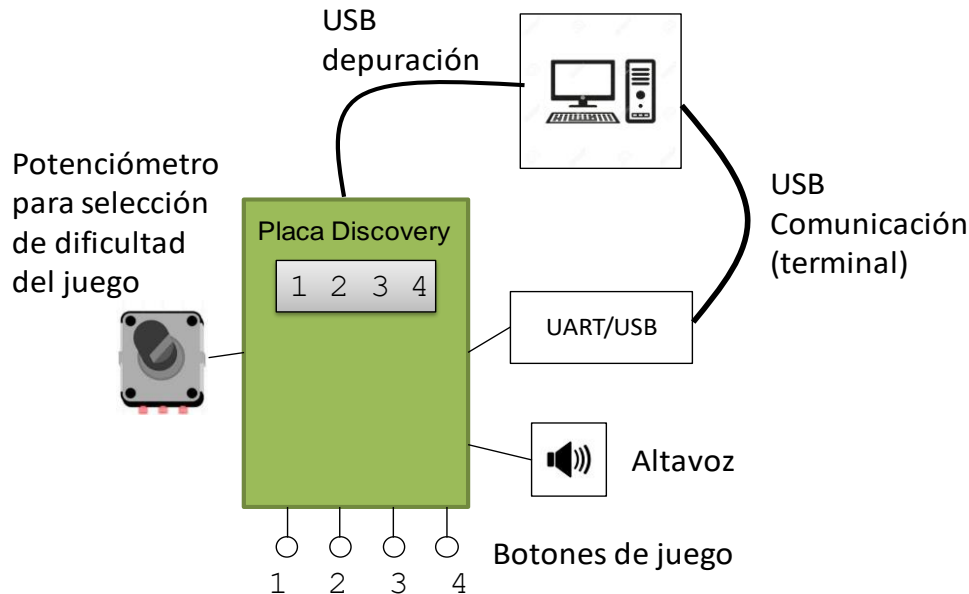 USB
depuración
Potenciómetro
para selección
de dificultad
del juego
Placa Discovery
1 2 3 4
USB
Comunicación
(terminal)
UART/USB
Altavoz
Botones de juego
1 2 3 4